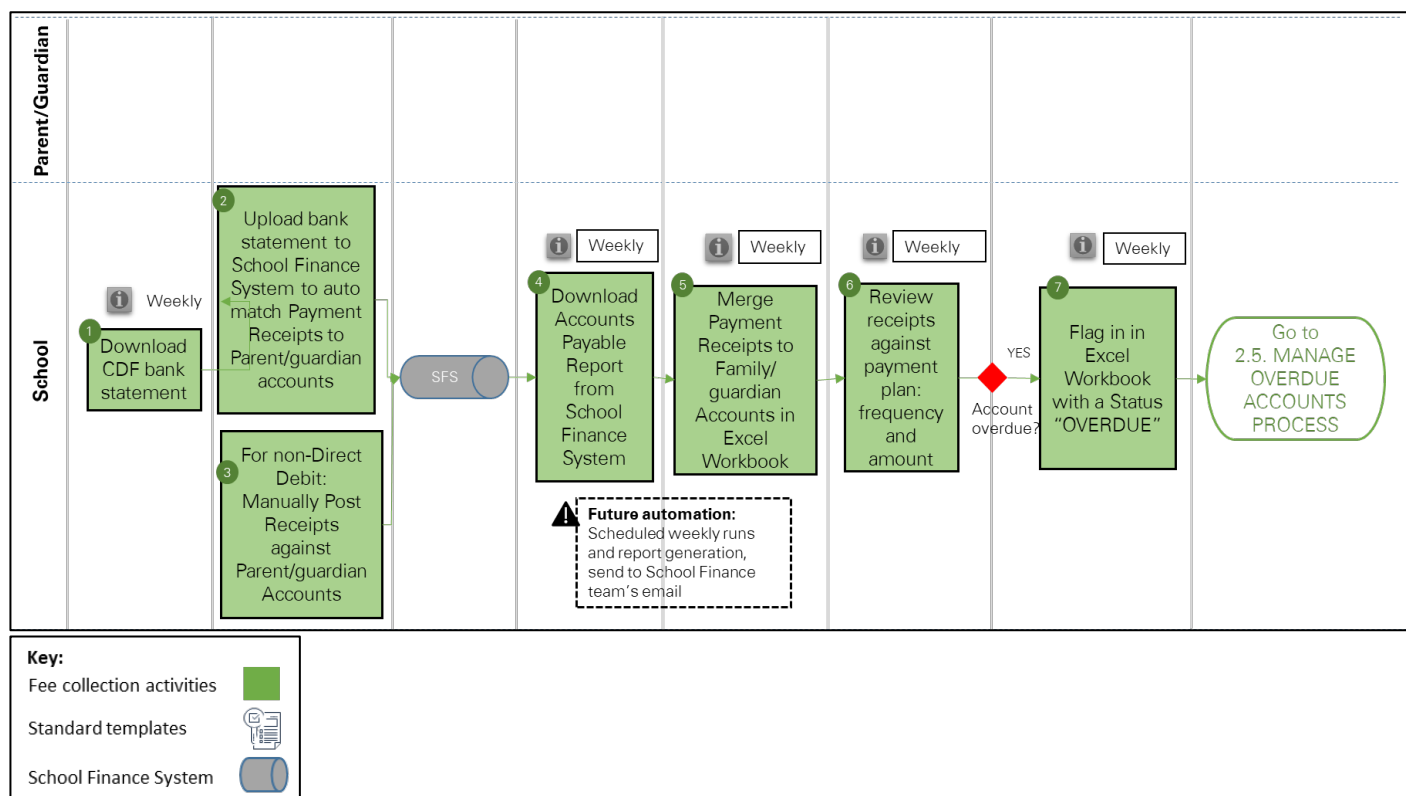 Parent/Guardian
School
Weekly
1
Download
CDF bank
statement
2
Upload bank
statement to
School Finance
System to auto
match Payment
Receipts to
Parent/guardian
accounts
3
For non-Direct
Debit:
Manually Post
Receipts
against
Parent/guardian
Accounts
SFS
Weekly
4
Download
Accounts
Payable
Report from
School
Finance
System
Weekly
5
Merge
Payment
Receipts to
Family/
guardian
Accounts in
Excel
Workbook
Future automation:
Scheduled weekly runs
and report generation,
send to School Finance
team's email
Weekly
6
Review
receipts
against
payment
plan:
frequency
and
amount
YES
Account
overdue?
Weekly
7
Flag in in
Excel
Workbook
with a Status
“OVERDUE”
Go to
2.5. MANAGE
OVERDUE
ACCOUNTS
PROCESS
Key:
Fee collection activities
Standard templates
School Finance System